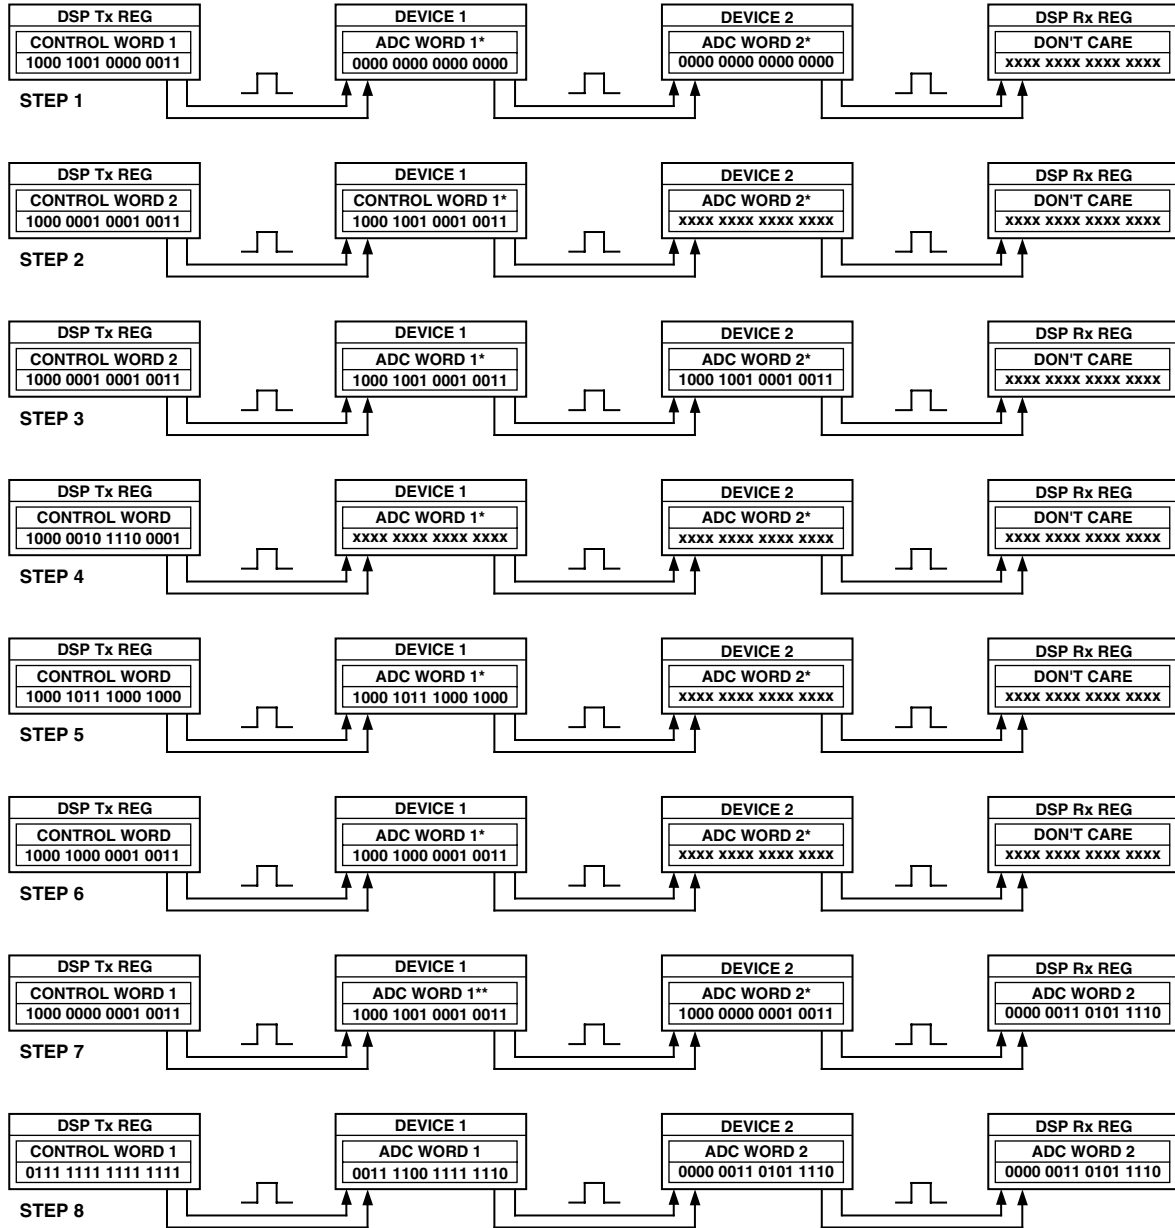 DSP Tx REG
CONTROL WORD 1
1000 1001 0000 0011
DEVICE 1
ADC WORD 1*
0000 0000 0000 0000
DEVICE 2
ADC WORD 2*
0000 0000 0000 0000
DSP Rx REG
DON'T CARE
xxxx xxxx xxxx xxxx
STEP 1
DSP Tx REG
CONTROL WORD 2
1000 0001 0001 0011
DEVICE 1
CONTROL WORD 1*
1000 1001 0001 0011
DEVICE 2
ADC WORD 2*
xxxx xxxx xxxx xxxx
DSP Rx REG
DON'T CARE
xxxx xxxx xxxx xxxx
STEP 2
DSP Tx REG
CONTROL WORD 2
1000 0001 0001 0011
DEVICE 1
ADC WORD 1*
1000 1001 0001 0011
DEVICE 2
ADC WORD 2*
1000 1001 0001 0011
DSP Rx REG
DON'T CARE
xxxx xxxx xxxx xxxx
STEP 3
DSP Tx REG
CONTROL WORD
1000 0010 1110 0001
DEVICE 1
ADC WORD 1*
xxxx xxxx xxxx xxxx
DEVICE 2
ADC WORD 2*
xxxx xxxx xxxx xxxx
DSP Rx REG
DON'T CARE
xxxx xxxx xxxx xxxx
STEP 4
DSP Tx REG
CONTROL WORD
1000 1011 1000 1000
DEVICE 1
ADC WORD 1*
1000 1011 1000 1000
DEVICE 2
ADC WORD 2*
xxxx xxxx xxxx xxxx
DSP Rx REG
DON'T CARE
xxxx xxxx xxxx xxxx
STEP 5
DSP Tx REG
CONTROL WORD
1000 1000 0001 0011
DEVICE 1
ADC WORD 1*
1000 1000 0001 0011
DEVICE 2
ADC WORD 2*
xxxx xxxx xxxx xxxx
DSP Rx REG
DON'T CARE
xxxx xxxx xxxx xxxx
STEP 6
DSP Tx REG
CONTROL WORD 1
1000 0000 0001 0011
DEVICE 1
ADC WORD 1**
1000 1001 0001 0011
DEVICE 2
ADC WORD 2*
1000 0000 0001 0011
DSP Rx REG
ADC WORD 2
0000 0011 0101 1110
STEP 7
DSP Tx REG
CONTROL WORD 1
0111 1111 1111 1111
DEVICE 1
ADC WORD 1
0011 1100 1111 1110
DEVICE 2
ADC WORD 2
0000 0011 0101 1110
DSP Rx REG
ADC WORD 2
0000 0011 0101 1110
STEP 8